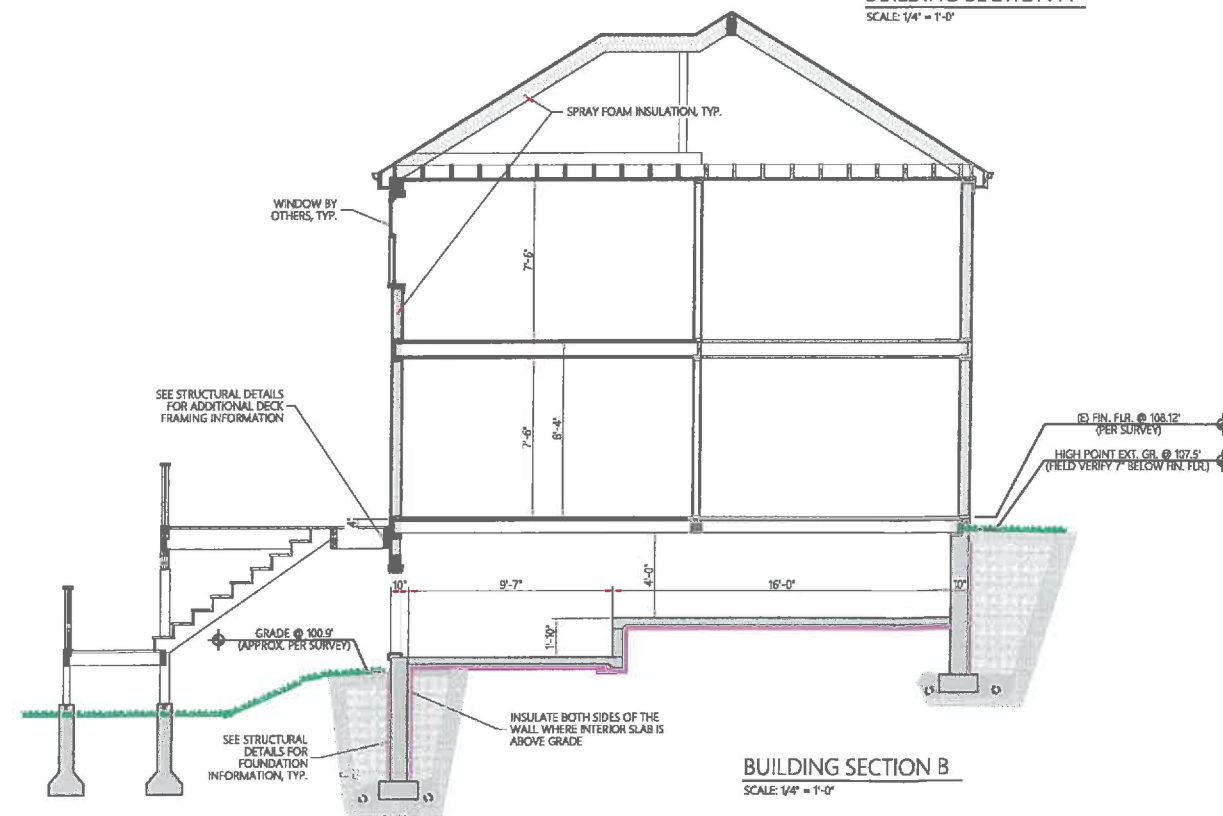 BUILDING SECTION A
SCALE: 1/4" = 1'-0"
SPRAY FOAM INSULATION, TYP.
WINDOW BY
OTHERS, TYP.
7'-6"
SEE STRUCTURAL DETAILS
FOR ADDITIONAL DECK
FRAMING INFORMATION
7'-6"
8'-4"
(E) FIN. FLR. @ 108.12'
(PER SURVEY)
HIGH POINT EXT. GR. @ 107.5'
(FIELD VERIFY 7" BELOW FIN. FLR.)
4"
10"
9'-7"
4'-0"
16'-0"
10"
1'-10"
GRADE @ 100.9'
(APPROX. PER SURVEY)
INSULATE BOTH SIDES OF THE
WALL WHERE INTERIOR SLAB IS
ABOVE GRADE
SEE STRUCTURAL
DETAILS FOR
FOUNDATION
INFORMATION, TYP.
BUILDING SECTION B
SCALE: 1/4" = 1'-0"